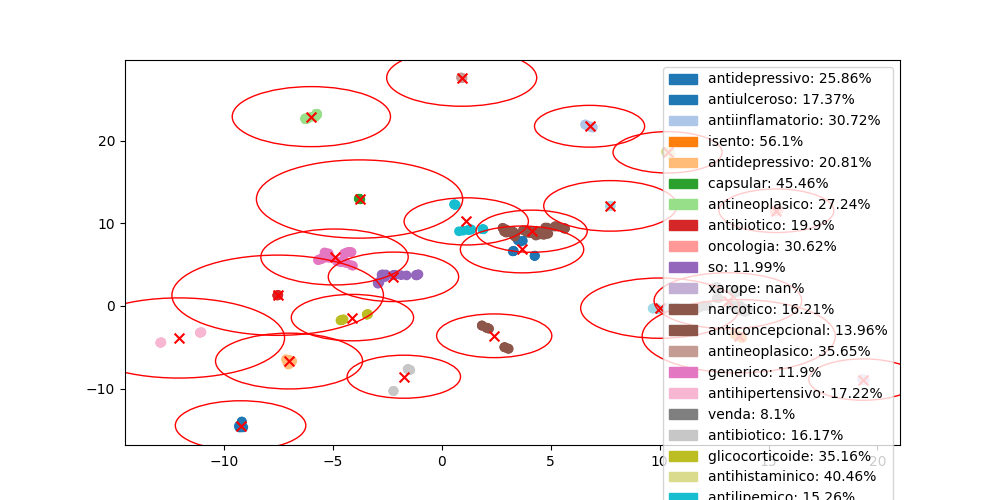 antidepressivo: 25.86%
antiulceroso: 17.37%
antiinflamatorio: 30.72%
isento: 56.1%
antidepressivo: 20.81%
capsular: 45.46%
antineoplasico: 27.24%
antibiotico: 19.9%
oncologia: 30.62%
so: 11.99%
xarope: nan%
narcotico: 16.21%
anticoncepcional: 13.96%
antineoplasico: 35.65%
generico: 11.9%
antihipertensivo: 17.22%
venda: 8.1%
antibiotico: 16.17%
glicocorticoide: 35.16%
antihistaminico: 40.46%
antilipemico: 15.26%
20
10
0
−10
−10
−5
0
5
10
15
20